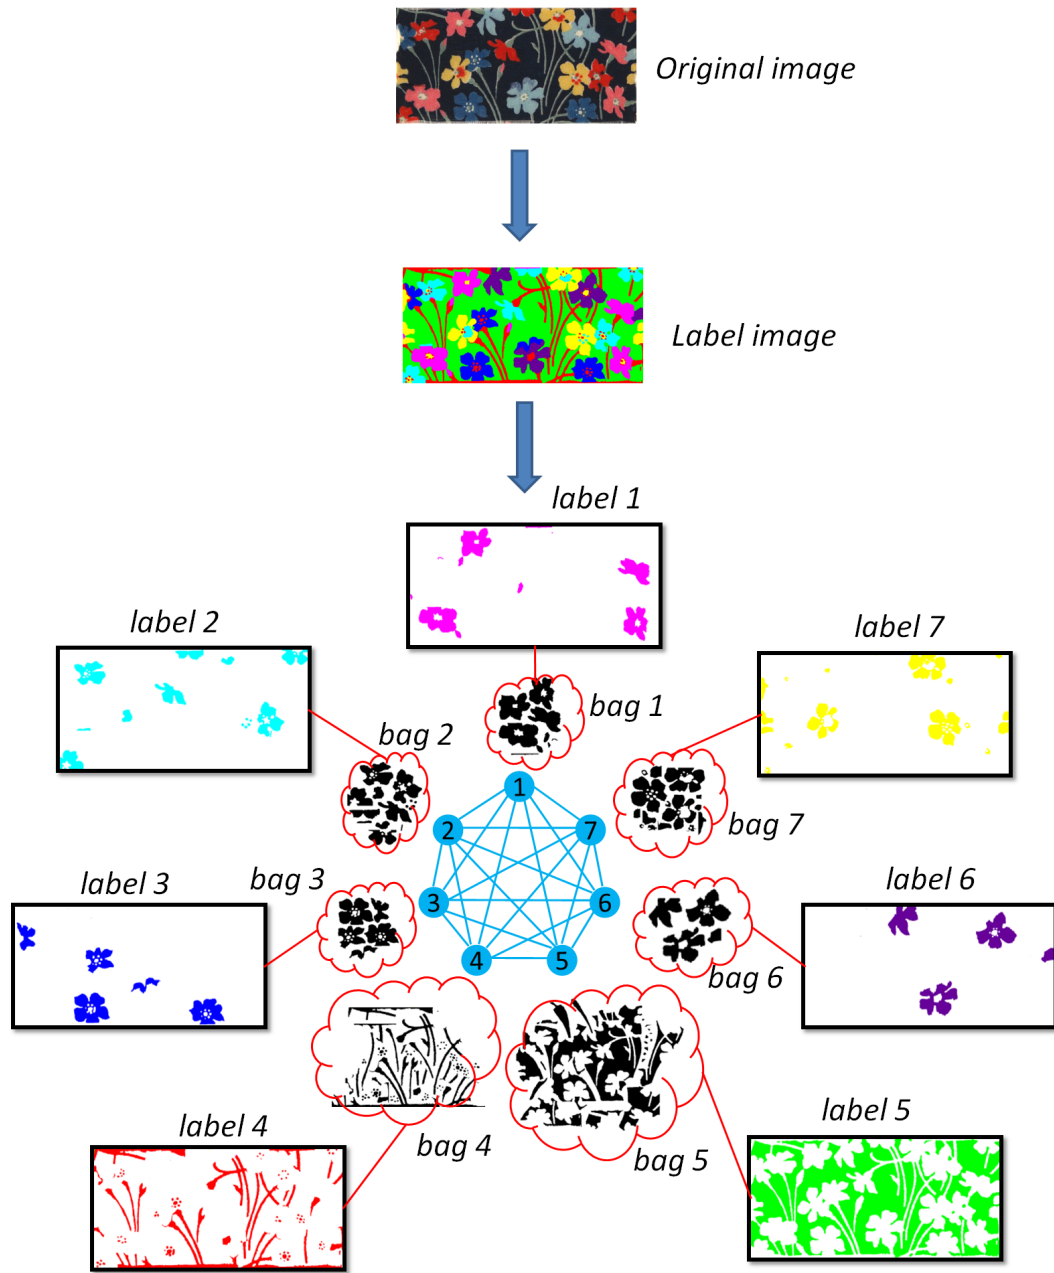 Original image
Label image
label 1
label 2
label 7
bag 1
bag 2
bag 7
1
2
7
label 3
bag 3
label 6
3
6
4
5
bag 6
label 4
bag 4
bag 5
label 5